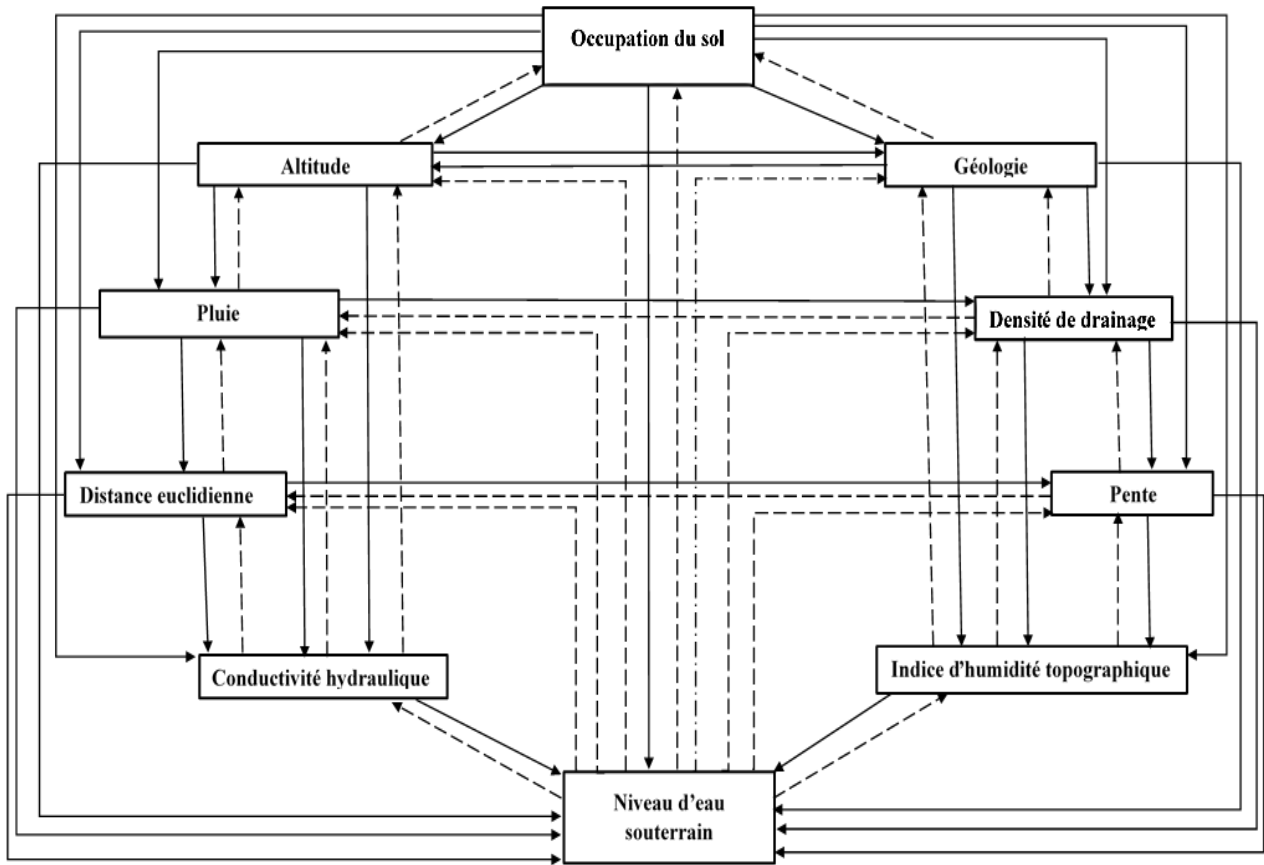 Occupation du sol
Altitude
Géologie
Pluie
Densité de drainage
Distance euclidienne
Pente
Conductivité hydraulique
Indice d'humidité topographique
Niveau d'eau
souterrain